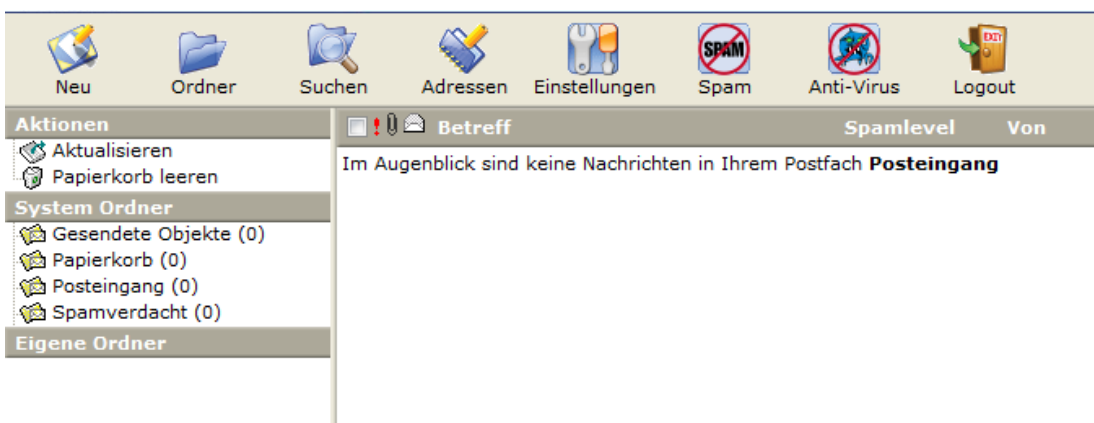 Neu Ordner Suchen Adressen Einstellungen SPAM Spam Anti-Virus EXIT Logout
Aktionen
Aktualisieren
Papierkorb leeren
System Ordner
Gesendete Objekte (0)
Papierkorb (0)
Posteingang (0)
Spamverdacht (0)
Eigene Ordner
! Betreff Spamlevel Von
Im Augenblick sind keine Nachrichten in Ihrem Postfach Posteingang